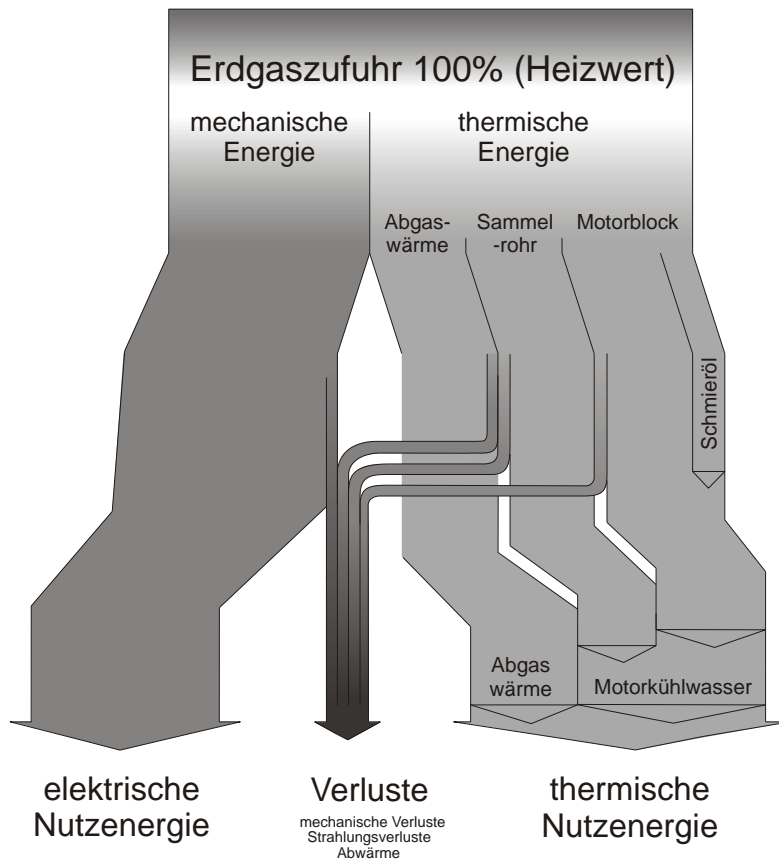 Erdgaszufuhr 100% (Heizwert)
mechanische
Energie
thermische
Energie
Abgas-
wärme
Sammel
-rohr
Motorblock
Schmieröl
Abgas
wärme
Motorkühlwasser
elektrische
Nutzenergie
Verluste
mechanische Verluste
Strahlungsverluste
Abwärme
thermische
Nutzenergie